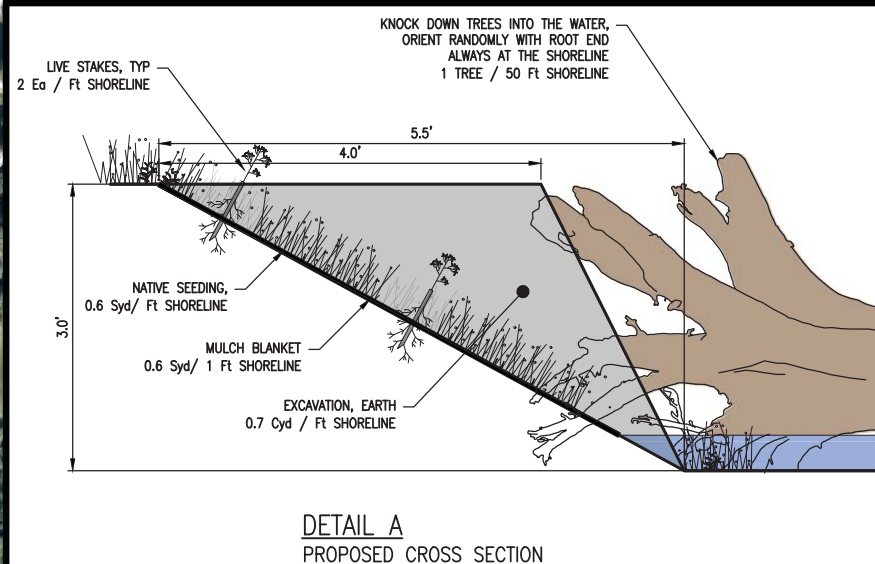 KNOCK DOWN TREES INTO THE WATER,
ORIENT RANDOMLY WITH ROOT END
ALWAYS AT THE SHORELINE
1 TREE / 50 Ft SHORELINE
LIVE STAKES, TYP
2 Ea / Ft SHORELINE
5.5'
4.0'
3.0'
NATIVE SEEDING,
0.6 Syd/ Ft SHORELINE
MULCH BLANKET
0.6 Syd/ 1 Ft SHORELINE
EXCAVATION, EARTH
0.7 Cyd / Ft SHORELINE
DETAIL A
PROPOSED CROSS SECTION